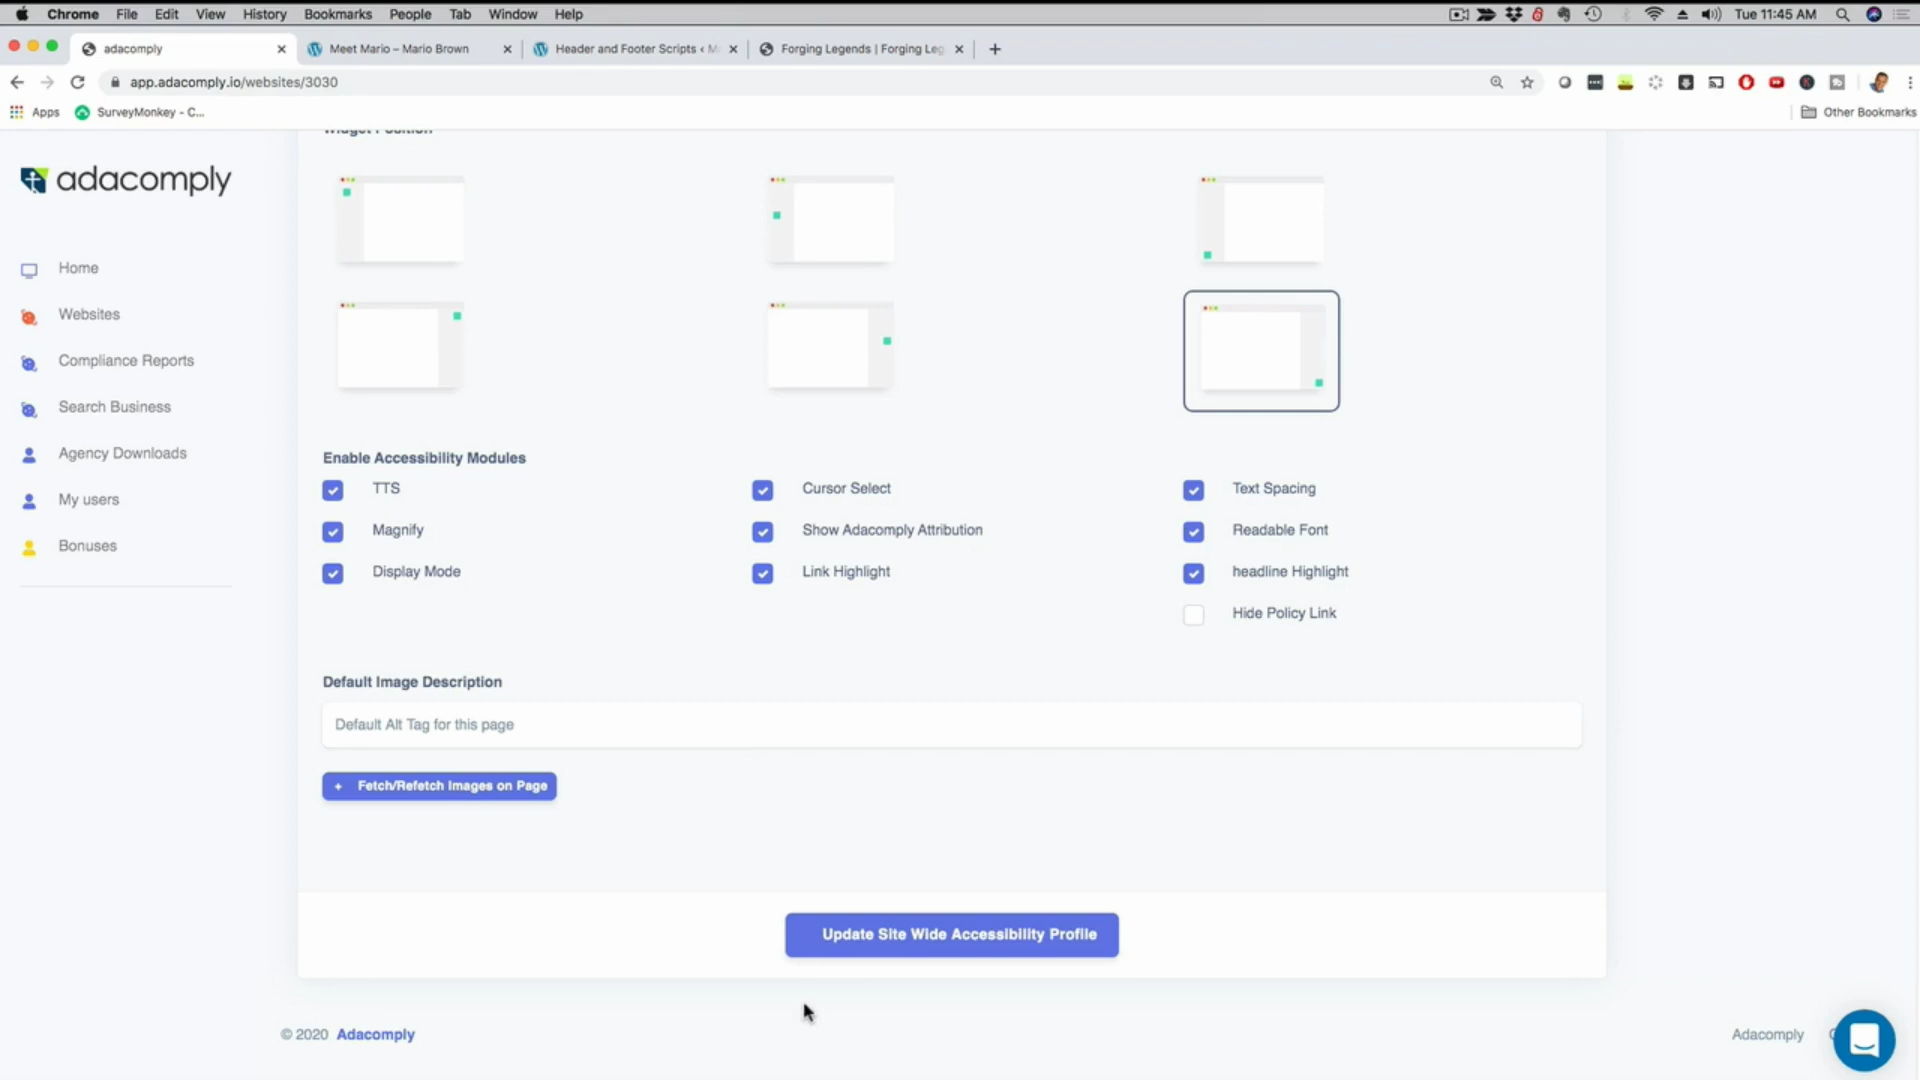 Chrome File Edit View History Bookmarks People Tab Window Help Tue 11:45 AM
adacomply Meet Mario – Mario Brown Header and Footer Scripts ‹ M Forging Legends | Forging Leg
app.adacomply.io/websites/3030
Apps SurveyMonkey - C... Other Bookmarks
Widget Position
adacomply
Home
Websites
Compliance Reports
Search Business
Agency Downloads
My users
Bonuses
Enable Accessibility Modules
TTS Cursor Select Text Spacing
Magnify Show Adacomply Attribution Readable Font
Display Mode Link Highlight headline Highlight
Hide Policy Link
Default Image Description
Default Alt Tag for this page
+ Fetch/Refetch Images on Page
Update Site Wide Accessibility Profile
© 2020 Adacomply Adacomply